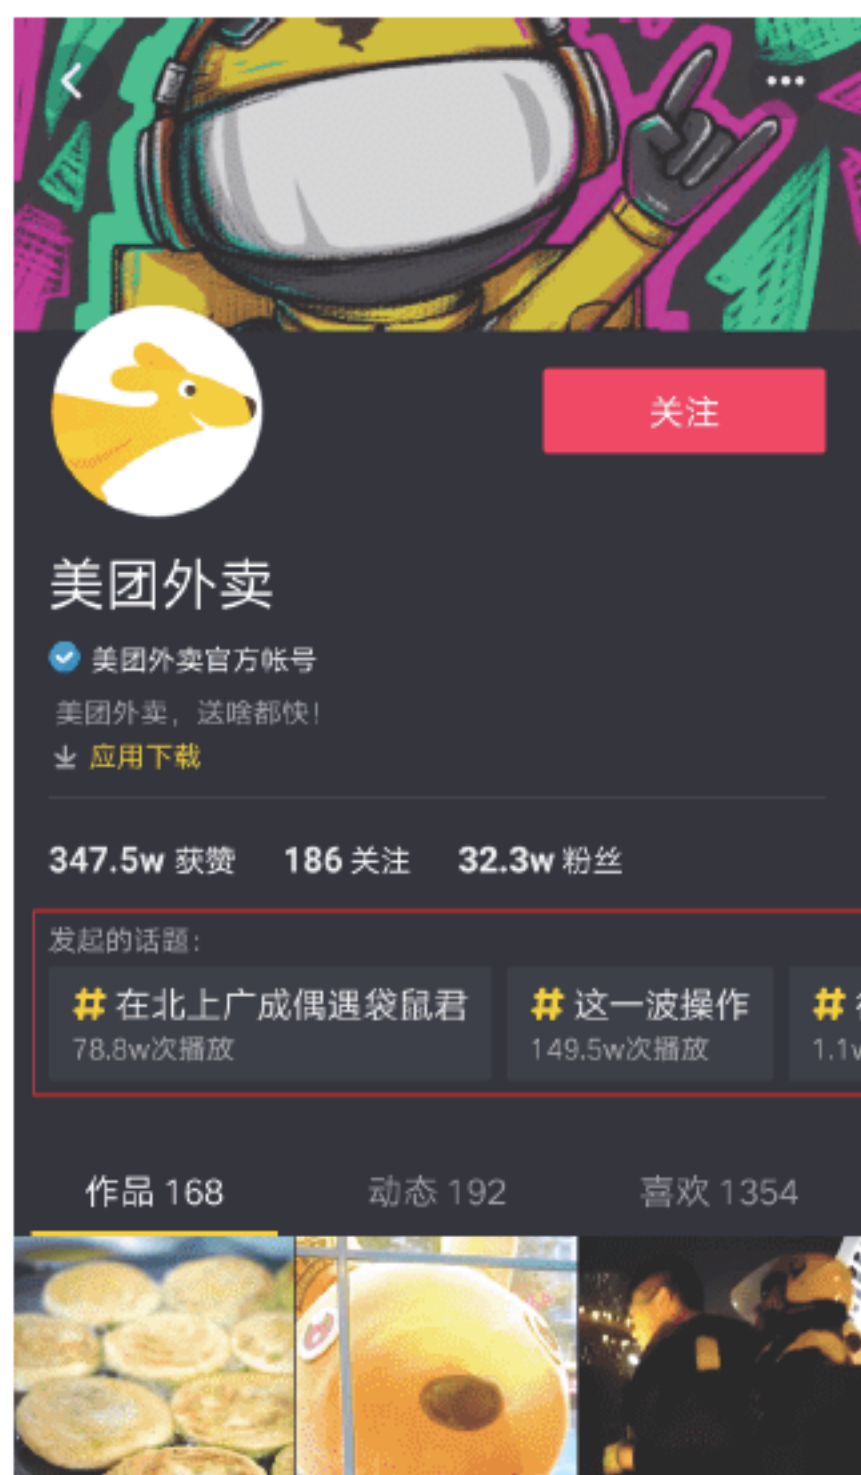 关注
美团外卖
美团外卖官方帐号
美团外卖，送啥都快！
应用下载
347.5w 获赞 186 关注 32.3w 粉丝
发起的话题：
# 在北上广成偶遇袋鼠君 # 这一波操作 #
78.8w次播放 149.5w次播放 1.1w
作品 168 动态 192 喜欢 1354